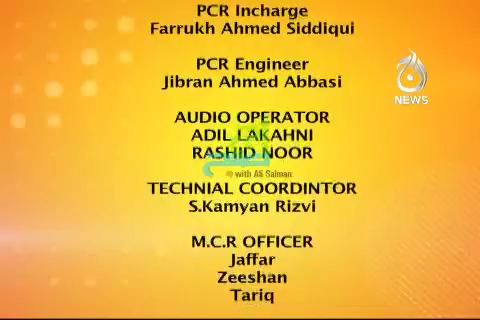 PCR Incharge
Farrukh Ahmed Siddiqui
PCR Engineer
Jibran Ahmed Abbasi
NEWS
AUDIO OPERATOR
ADIL LAKAHNI
RASHID NOOR
with Ali Salman
TECHNIAL COORDINTOR
S.Kamyan Rizvi
M.C.R OFFICER
Jaffar
Zeeshan
Tariq